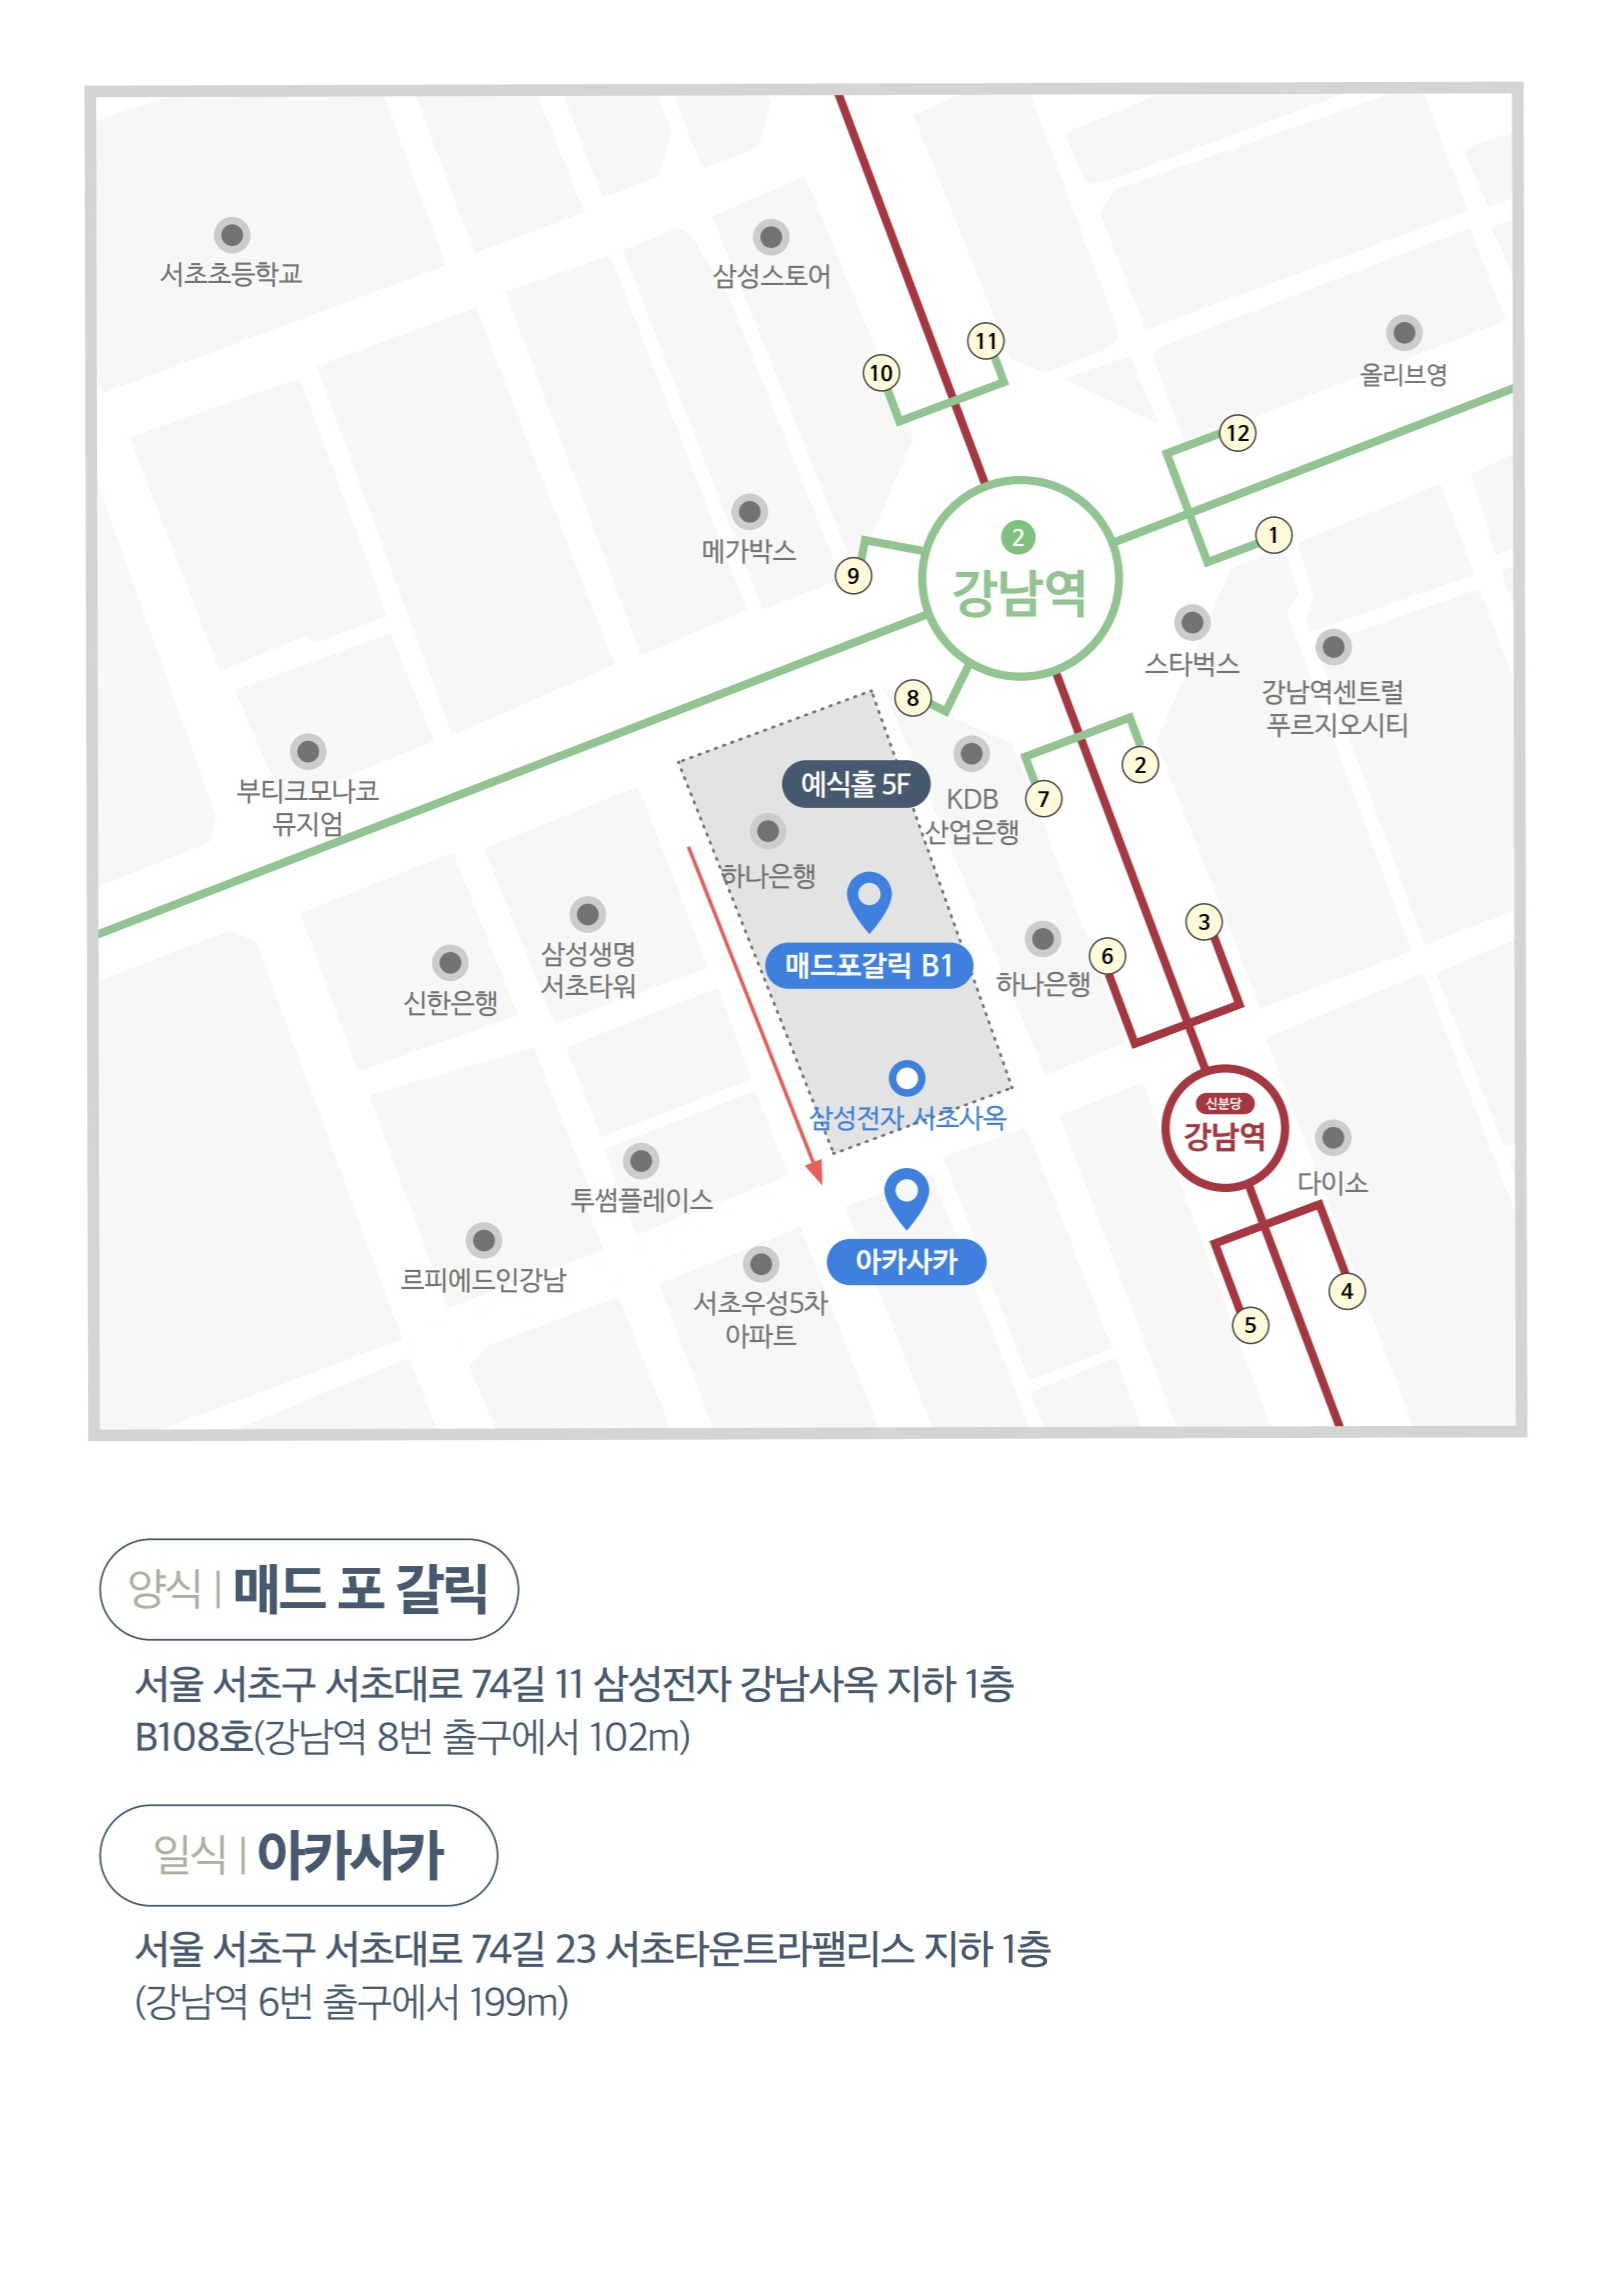 서초초등학교
삼성스토어
11
10
올리브영
12
1
메가박스
9
2
강남역
스타벅스
강남역센트럴
푸르지오시티
8
부티크모나코
뮤지엄
예식홀 5F
KDB
산업은행
7
2
하나은행
매드포갈릭 B1
삼성생명
서초타워
신한은행
하나은행
6
3
삼성전자 서초사옥
신분당
강남역
다이소
투썸플레이스
르피에드인강남
아카사카
서초우성5차
아파트
5
4
양식 | 매드 포 갈릭
서울 서초구 서초대로 74길 11 삼성전자 강남사옥 지하 1층
B108호(강남역 8번 출구에서 102m)
일식 | 아카사카
서울 서초구 서초대로 74길 23 서초타운트라팰리스 지하 1층
(강남역 6번 출구에서 199m)